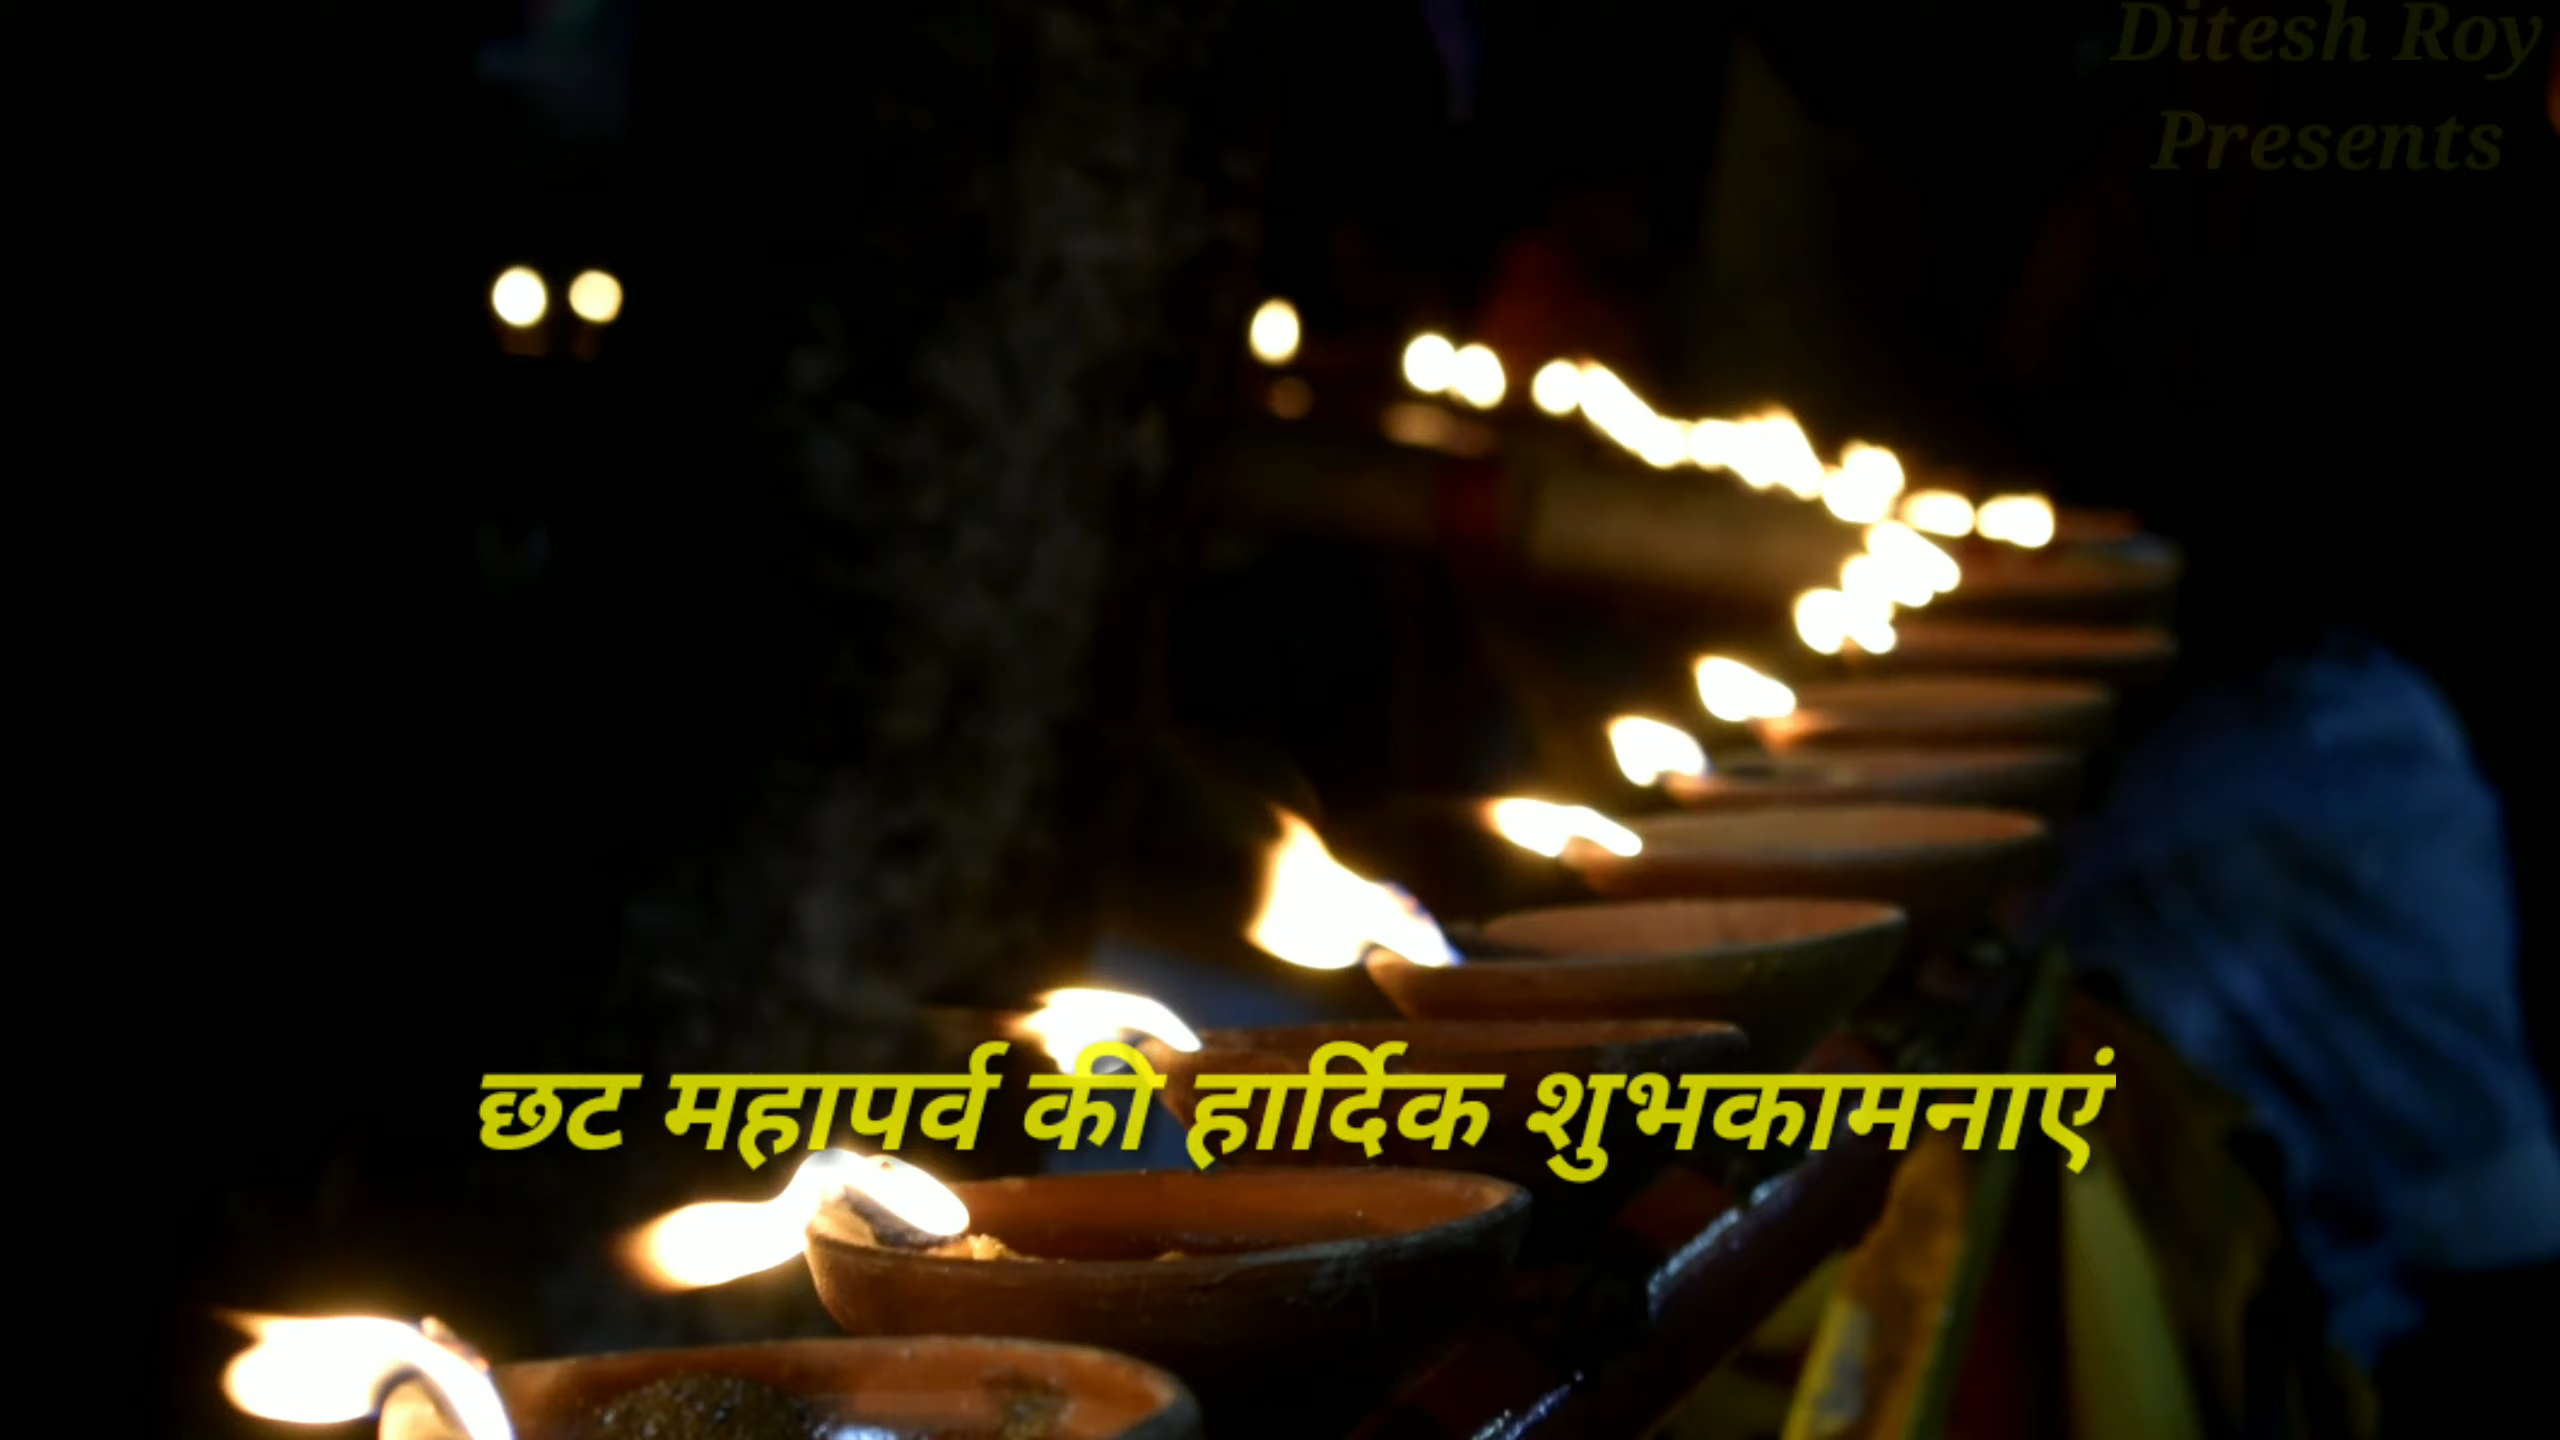 Ditesh Roy
Presents
छट महापर्व की हार्दिक शुभकामनाएं